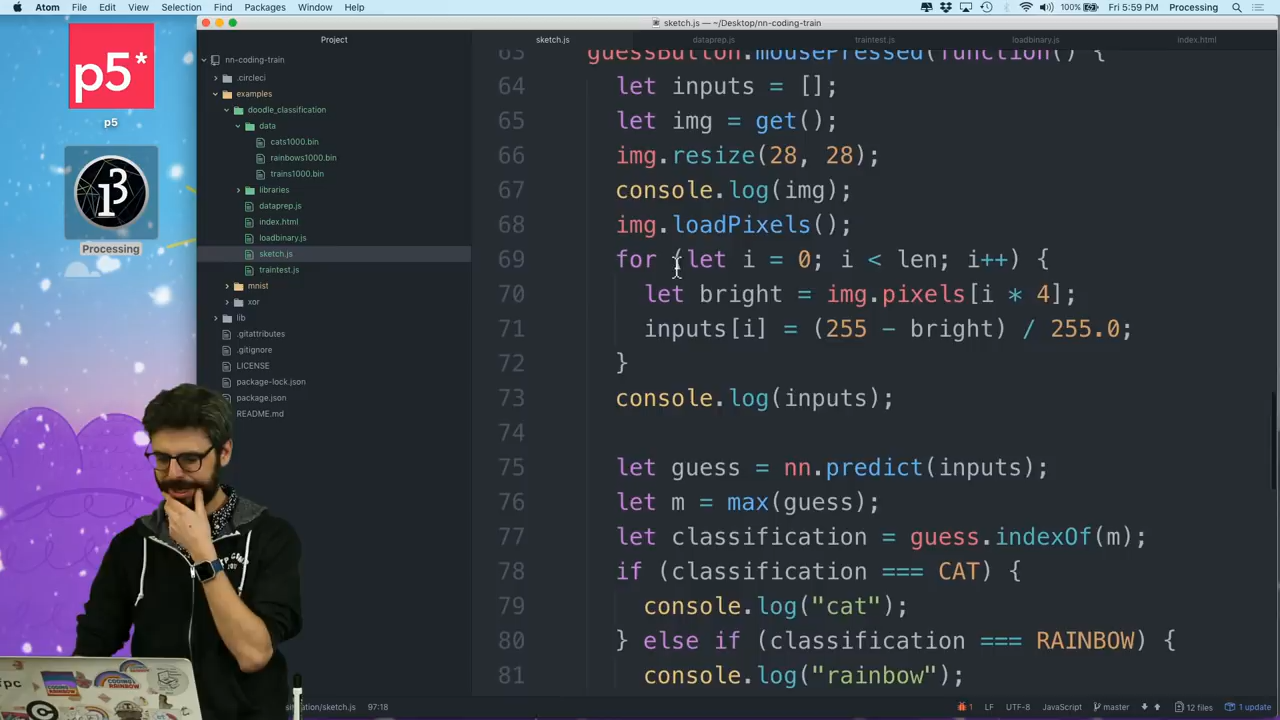 Atom File Edit View Selection Find Packages Window Help
100% Fri 5:59 PM Processing
sketch.js — ~/Desktop/nn-coding-train
p5*
p5
Processing
Project
nn-coding-train
.circleci
examples
doodle_classification
data
cats1000.bin
rainbows1000.bin
trains1000.bin
libraries
dataprep.js
index.html
loadbinary.js
sketch.js
traintest.js
mnist
xor
lib
.gitattributes
.gitignore
LICENSE
package-lock.json
package.json
README.md
sketch.js dataprep.js traintest.js loadbinary.js index.html
63 guessButton.mousePressed(function() {
64 let inputs = [];
65 let img = get();
66 img.resize(28, 28);
67 console.log(img);
68 img.loadPixels();
69 for (let i = 0; i < len; i++) {
70 let bright = img.pixels[i * 4];
71 inputs[i] = (255 - bright) / 255.0;
72 }
73 console.log(inputs);
74
75 let guess = nn.predict(inputs);
76 let m = max(guess);
77 let classification = guess.indexOf(m);
78 if (classification === CAT) {
79 console.log("cat");
80 } else if (classification === RAINBOW) {
81 console.log("rainbow");
97:18
1 LF UTF-8 JavaScript master 12 files 1 update